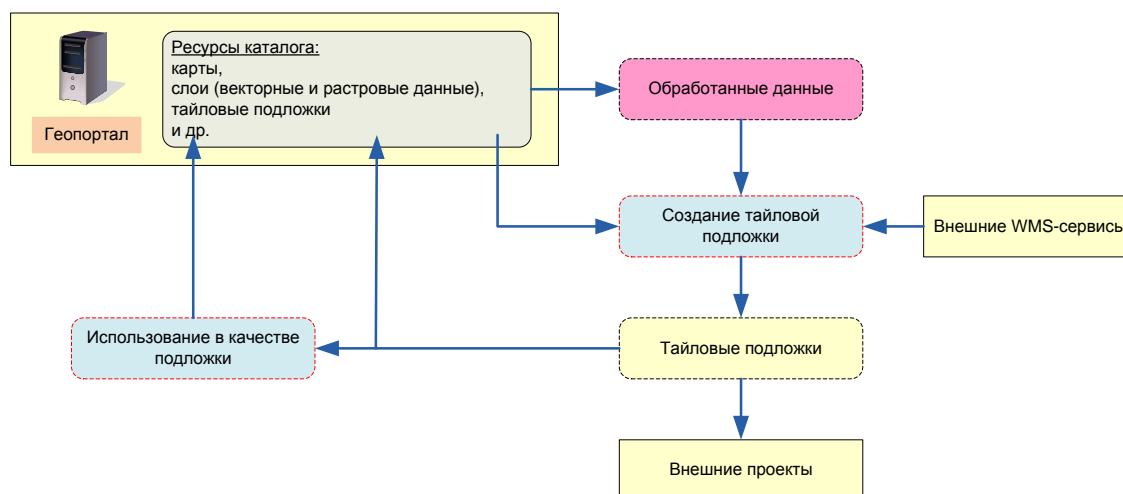 Ресурсы каталога:
карты,
слои (векторные и растровые данные),
тайловые подложки
и др.
Геопортал
Обработанные данные
Создание тайловой
подложки
Внешние WMS-сервисы
Использование в качестве
подложки
Тайловые подложки
Внешние проекты